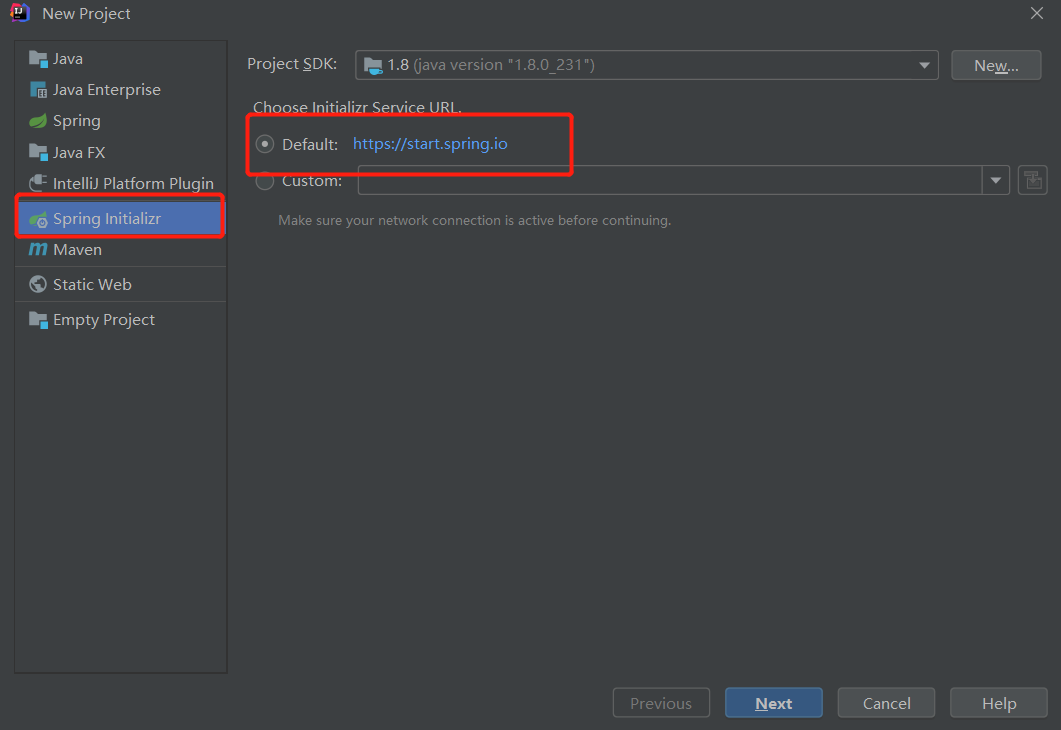 New Project
Java
Java Enterprise
Spring
Java FX
IntelliJ Platform Plugin
Spring Initializr
Maven
Static Web
Empty Project
Project SDK: 1.8 (java version "1.8.0_231") New...
Choose Initializr Service URL.
Default: https://start.spring.io
Custom:
Make sure your network connection is active before continuing.
Previous Next Cancel Help